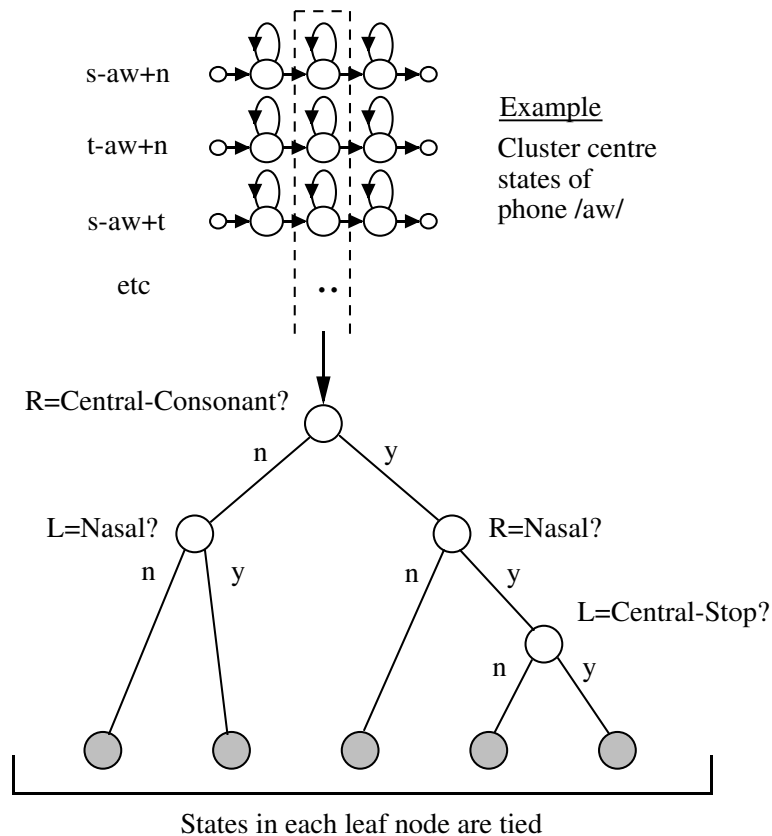 s-aw+n
t-aw+n
Example
Cluster centre
states of
s-aw+t
phone /aw/
etc
..
R=Central-Consonant?
n
y
L=Nasal?
R=Nasal?
n
y
n
y
L=Central-Stop?
n
y
States in each leaf node are tied